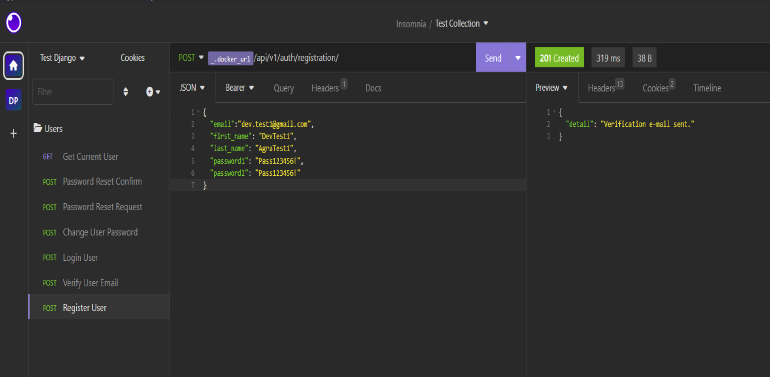 Insomnia / Test Collection
Test Django
Cookies
POST
_.docker_url/api/v1/auth/registration/
Send
201 Created
319 ms
38 B
Filter
JSON
Bearer
Query
Headers 1
Docs
Preview
Headers 13
Timeline
DP
Users
GET Get Current User
POST Password Reset Confirm
POST Password Reset Request
POST Change User Password
POST Login User
POST Verify User Email
POST Register User
1 {
2 "email":"dev.test1@gmail.com",
3 "first_name": "DevTest1",
4 "last_name": "AgraTest1",
5 "password1": "Pass123456!",
6 "password2": "Pass123456!"
7 }
1 {
2 "detail": "Verification e-mail sent."
3 }